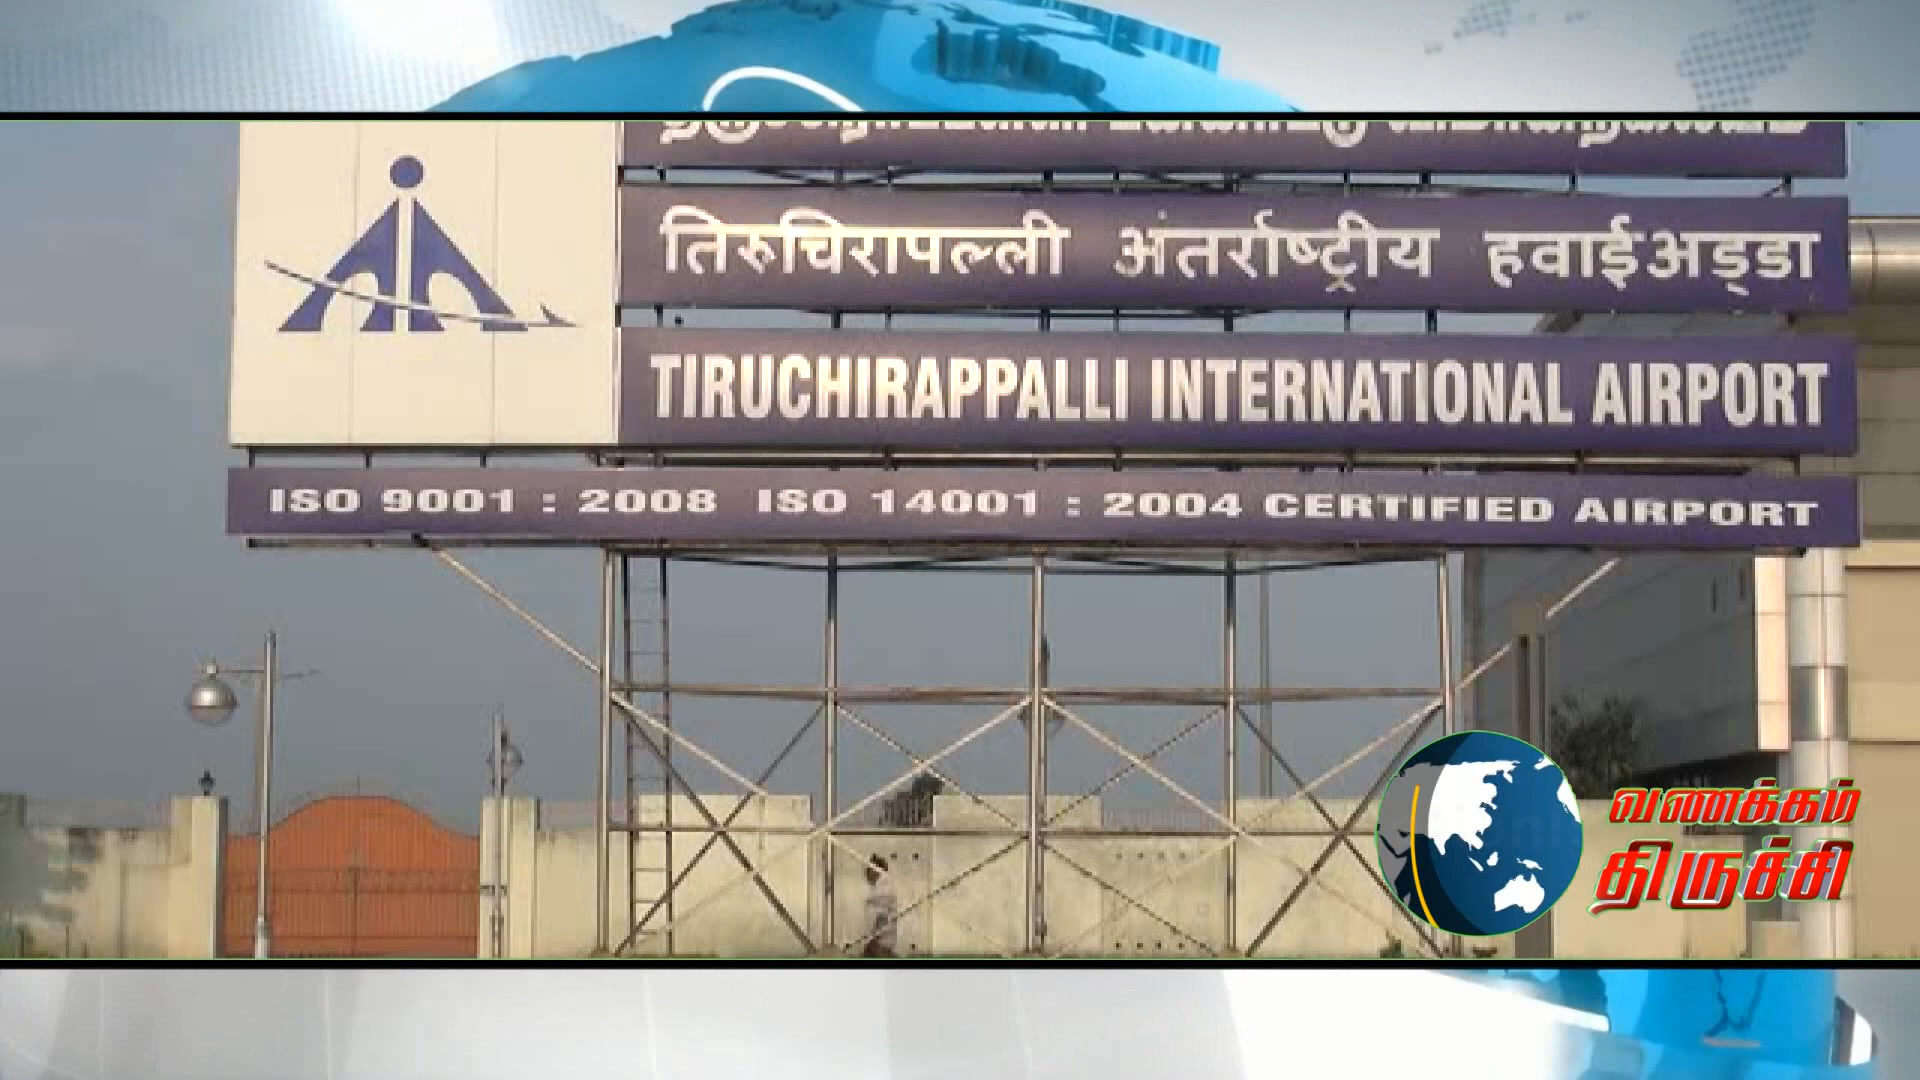 तिरुचिरापल्ली अंतर्राष्ट्रीय हवाईअड्डा
TIRUCHIRAPPALLI INTERNATIONAL AIRPORT
ISO 9001 : 2008 ISO 14001 : 2004 CERTIFIED AIRPORT
வணக்கம்
திருச்சி